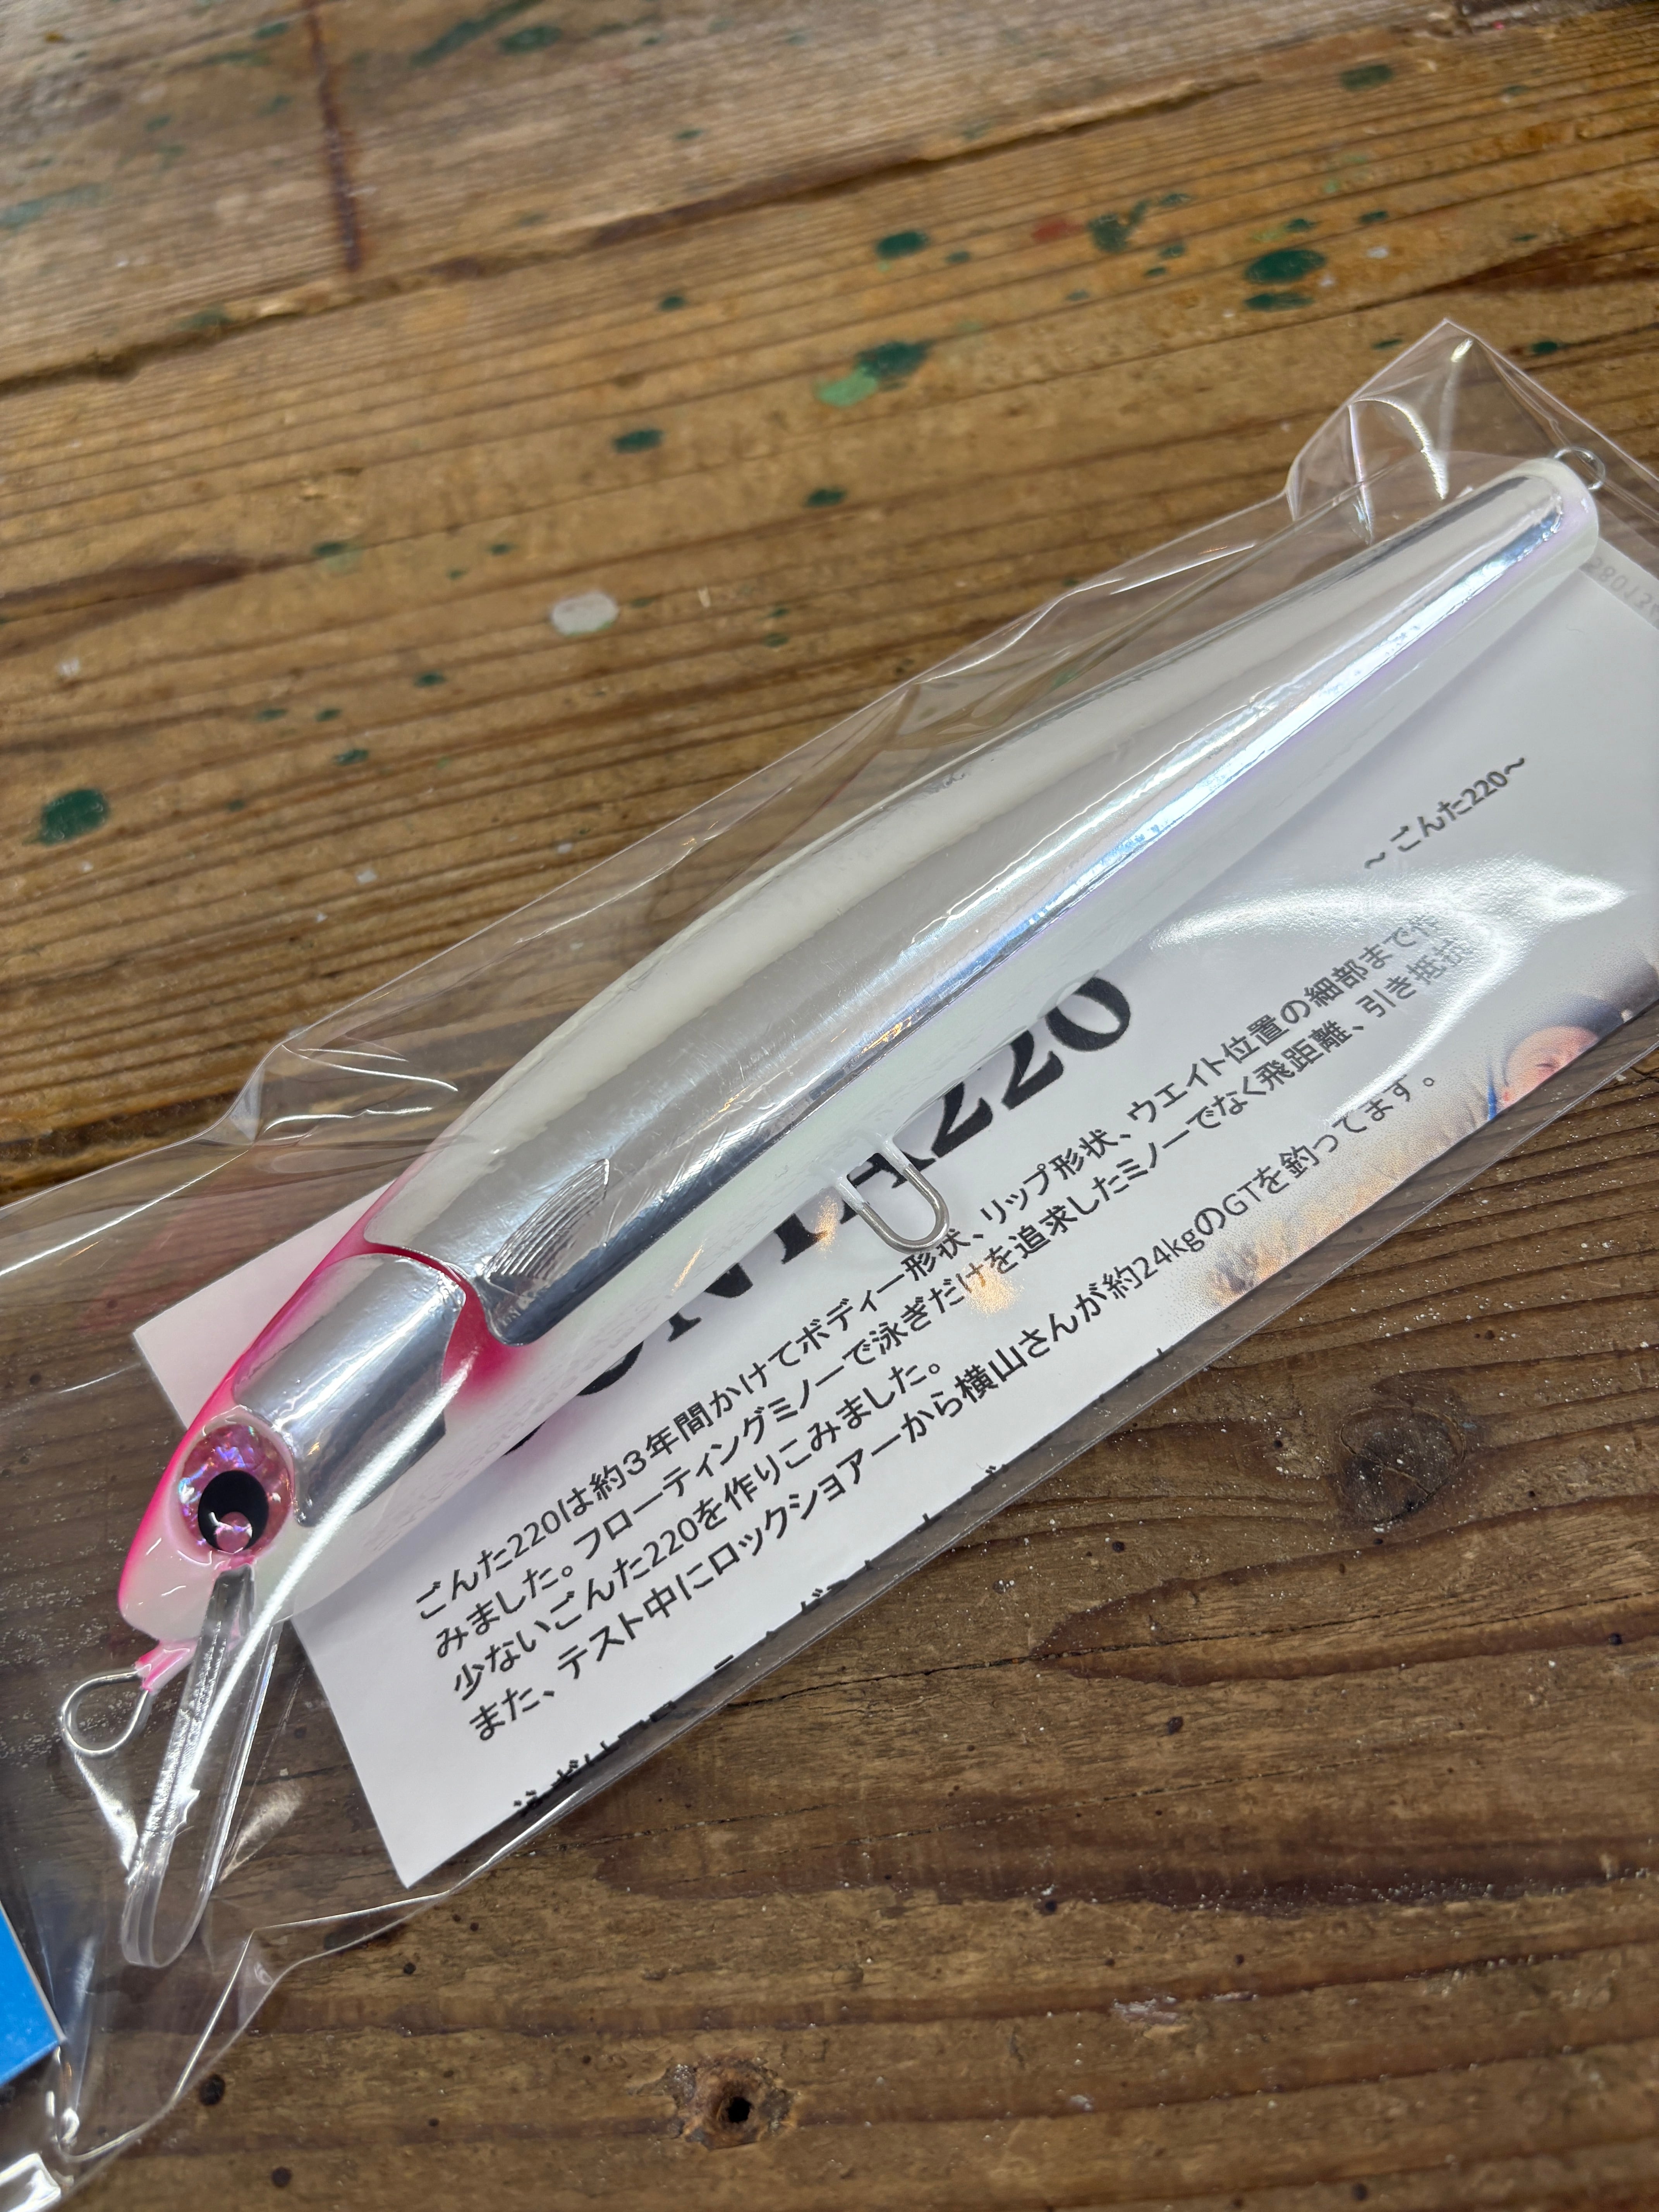 ～ ごんた220～
NTA220
ごんた220は約３年間かけてボディー形状、リップ形状、ウエイト位置の細部まで作
みました。フローティングミノーで泳ぎだけを追求したミノーでなく飛距離、引き抵抗
少ないごんた220を作りこみました。
また、テスト中にロックショアーから横山さんが約24kgのGTを釣ってます。